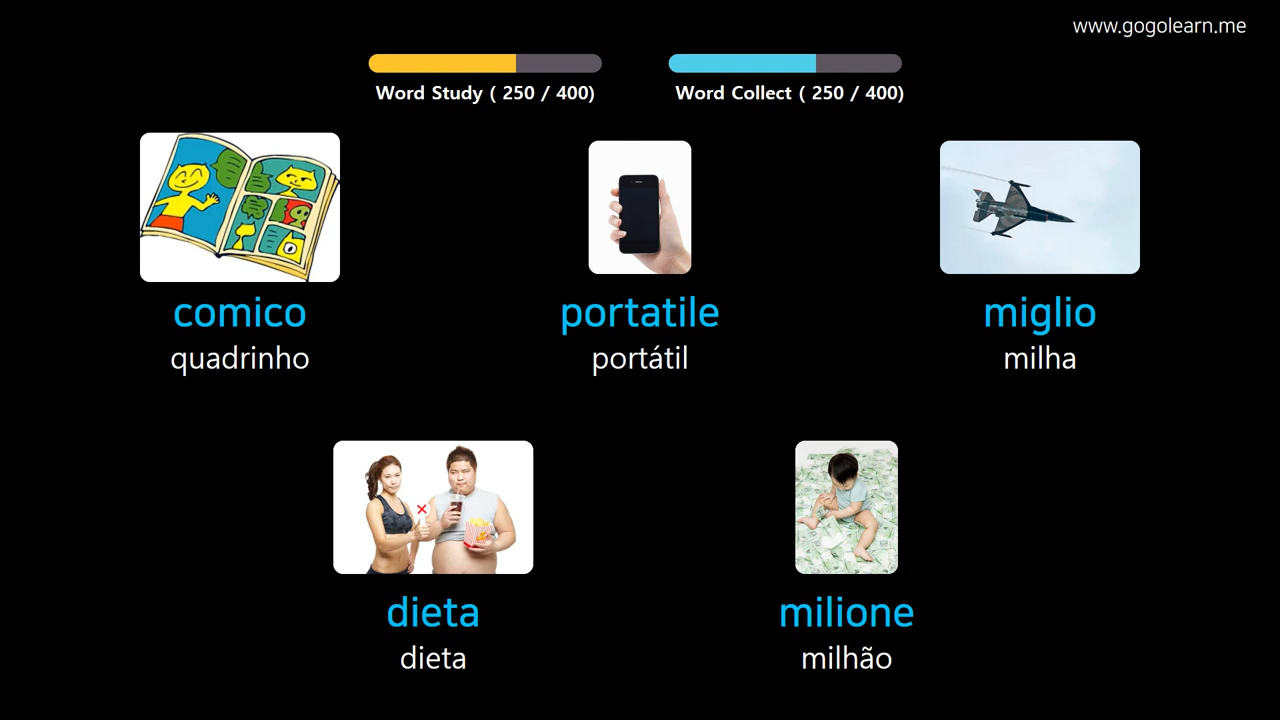 www.gogolearn.me
Word Study ( 250 / 400)
Word Collect ( 250 / 400)
comico
quadrinho
portatile
portátil
miglio
milha
dieta
dieta
milione
milhão